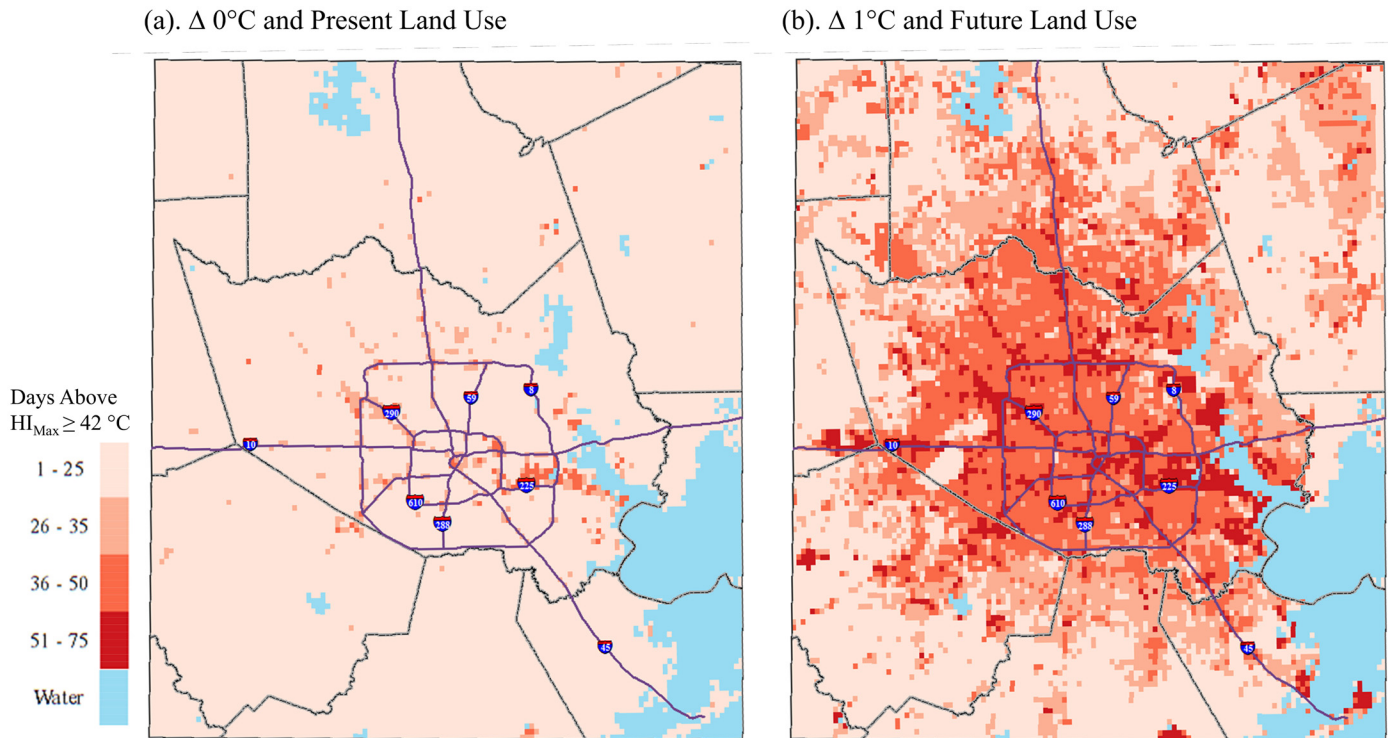 (a). Δ 0°C and Present Land Use
(b). Δ 1°C and Future Land Use
Days Above
HIMax ≥ 42 °C
1 - 25
26 - 35
36 - 50
51 - 75
Water
59
8
290
10
225
610
288
45
59
8
290
10
225
610
288
45